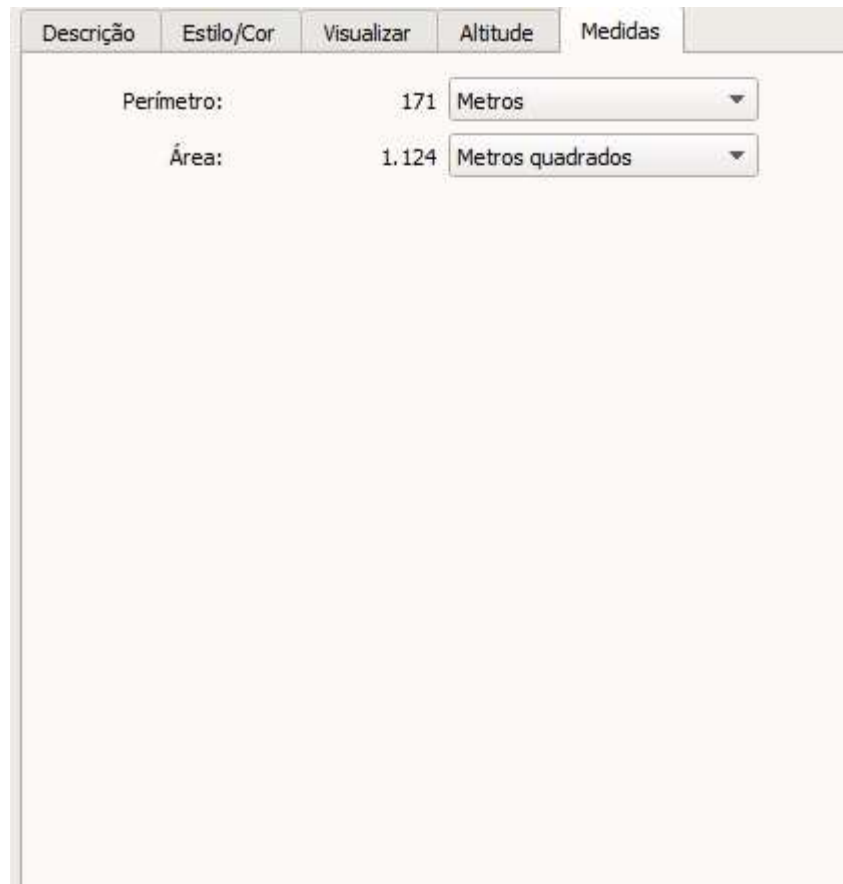 Descrição Estilo/Cor Visualizar Altitude Medidas
Perímetro: 171 Metros
Área: 1.124 Metros quadrados